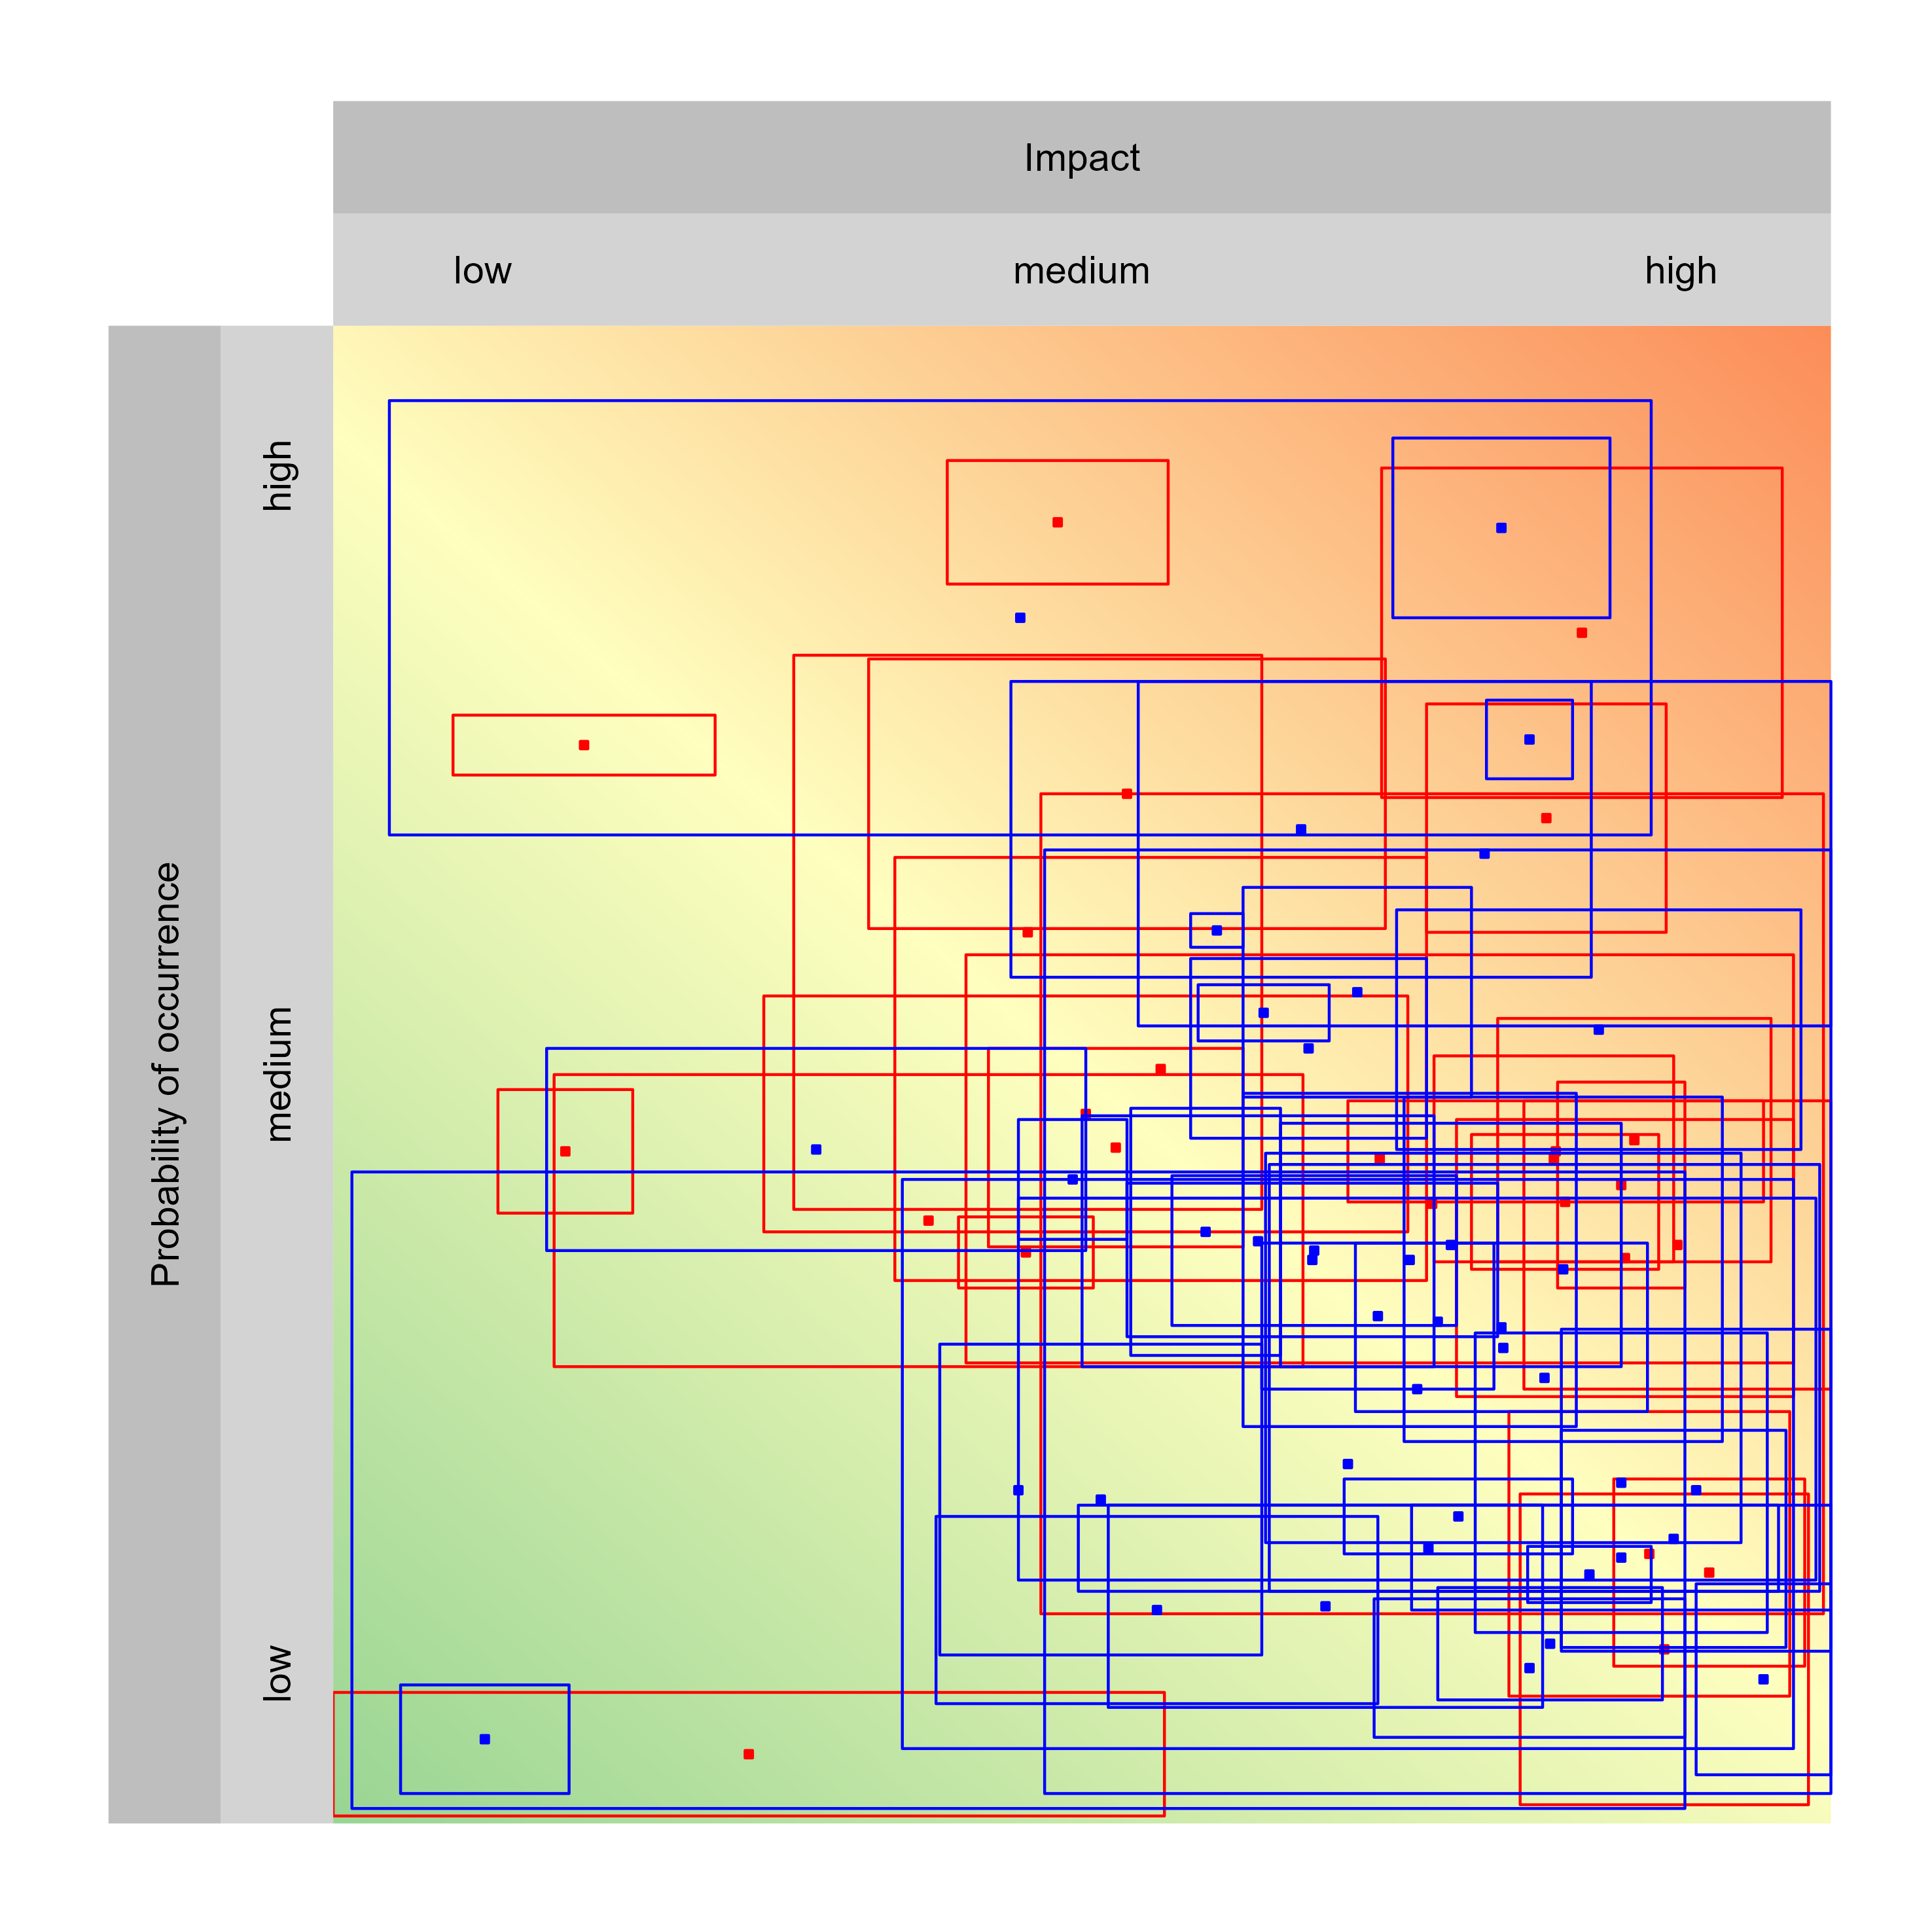 Impact
low medium high
Probability of occurrence
high
medium
low